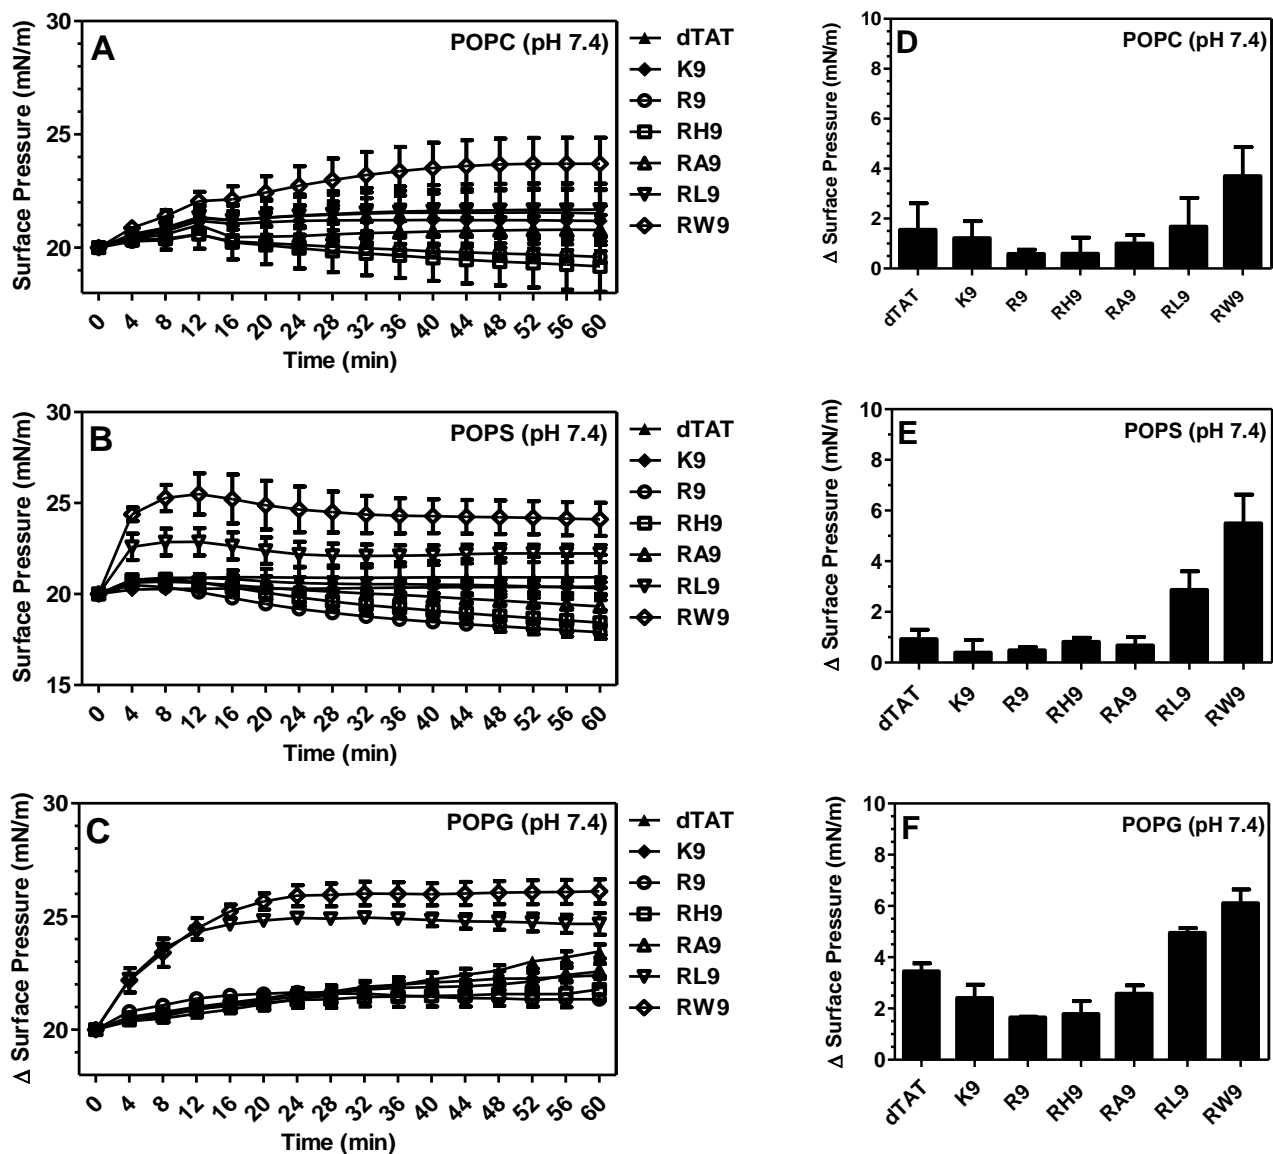 A
POPC (pH 7.4)
Surface Pressure (mN/m)
30
25
20
0 4 8 12 16 20 24 28 32 36 40 44 48 52 56 60
Time (min)
dTAT
K9
R9
RH9
RA9
RL9
RW9
D
POPC (pH 7.4)
Δ Surface Pressure (mN/m)
10
8
6
4
2
0
dTAT K9 R9 RH9 RA9 RL9 RW9
B
POPS (pH 7.4)
Surface Pressure (mN/m)
30
25
20
15
0 4 8 12 16 20 24 28 32 36 40 44 48 52 56 60
Time (min)
dTAT
K9
R9
RH9
RA9
RL9
RW9
E
POPS (pH 7.4)
Δ Surface Pressure (mN/m)
10
8
6
4
2
0
dTAT K9 R9 RH9 RA9 RL9 RW9
C
POPG (pH 7.4)
Δ Surface Pressure (mN/m)
30
25
20
0 4 8 12 16 20 24 28 32 36 40 44 48 52 56 60
Time (min)
dTAT
K9
R9
RH9
RA9
RL9
RW9
F
POPG (pH 7.4)
Δ Surface Pressure (mN/m)
10
8
6
4
2
0
dTAT K9 R9 RH9 RA9 RL9 RW9